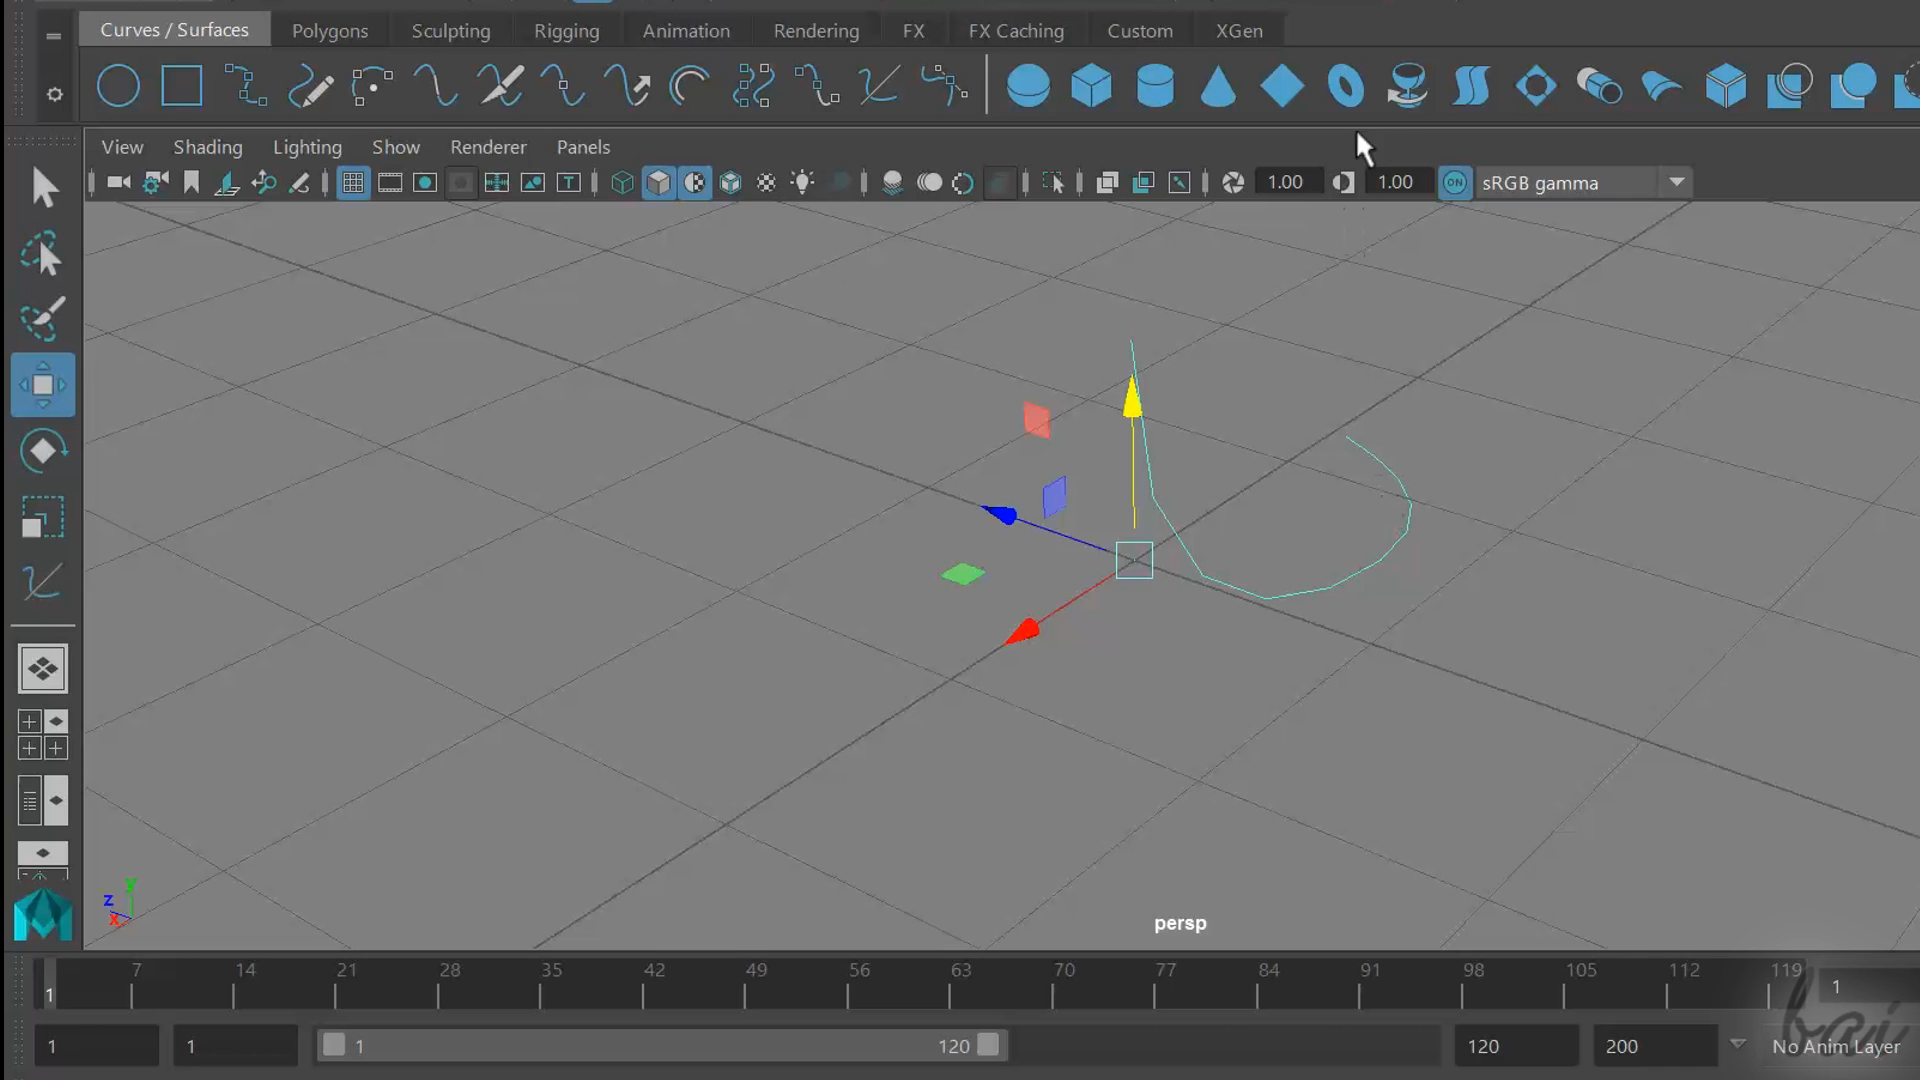 Curves / Surfaces Polygons Sculpting Rigging Animation Rendering FX FX Caching Custom XGen
View Shading Lighting Show Renderer Panels
1.00 1.00 ON sRGB gamma
y
z
x
persp
7 14 21 28 35 42 49 56 63 70 77 84 91 98 105 112 119
1 1
1 1 1 120 120 200 No Anim Layer
bai